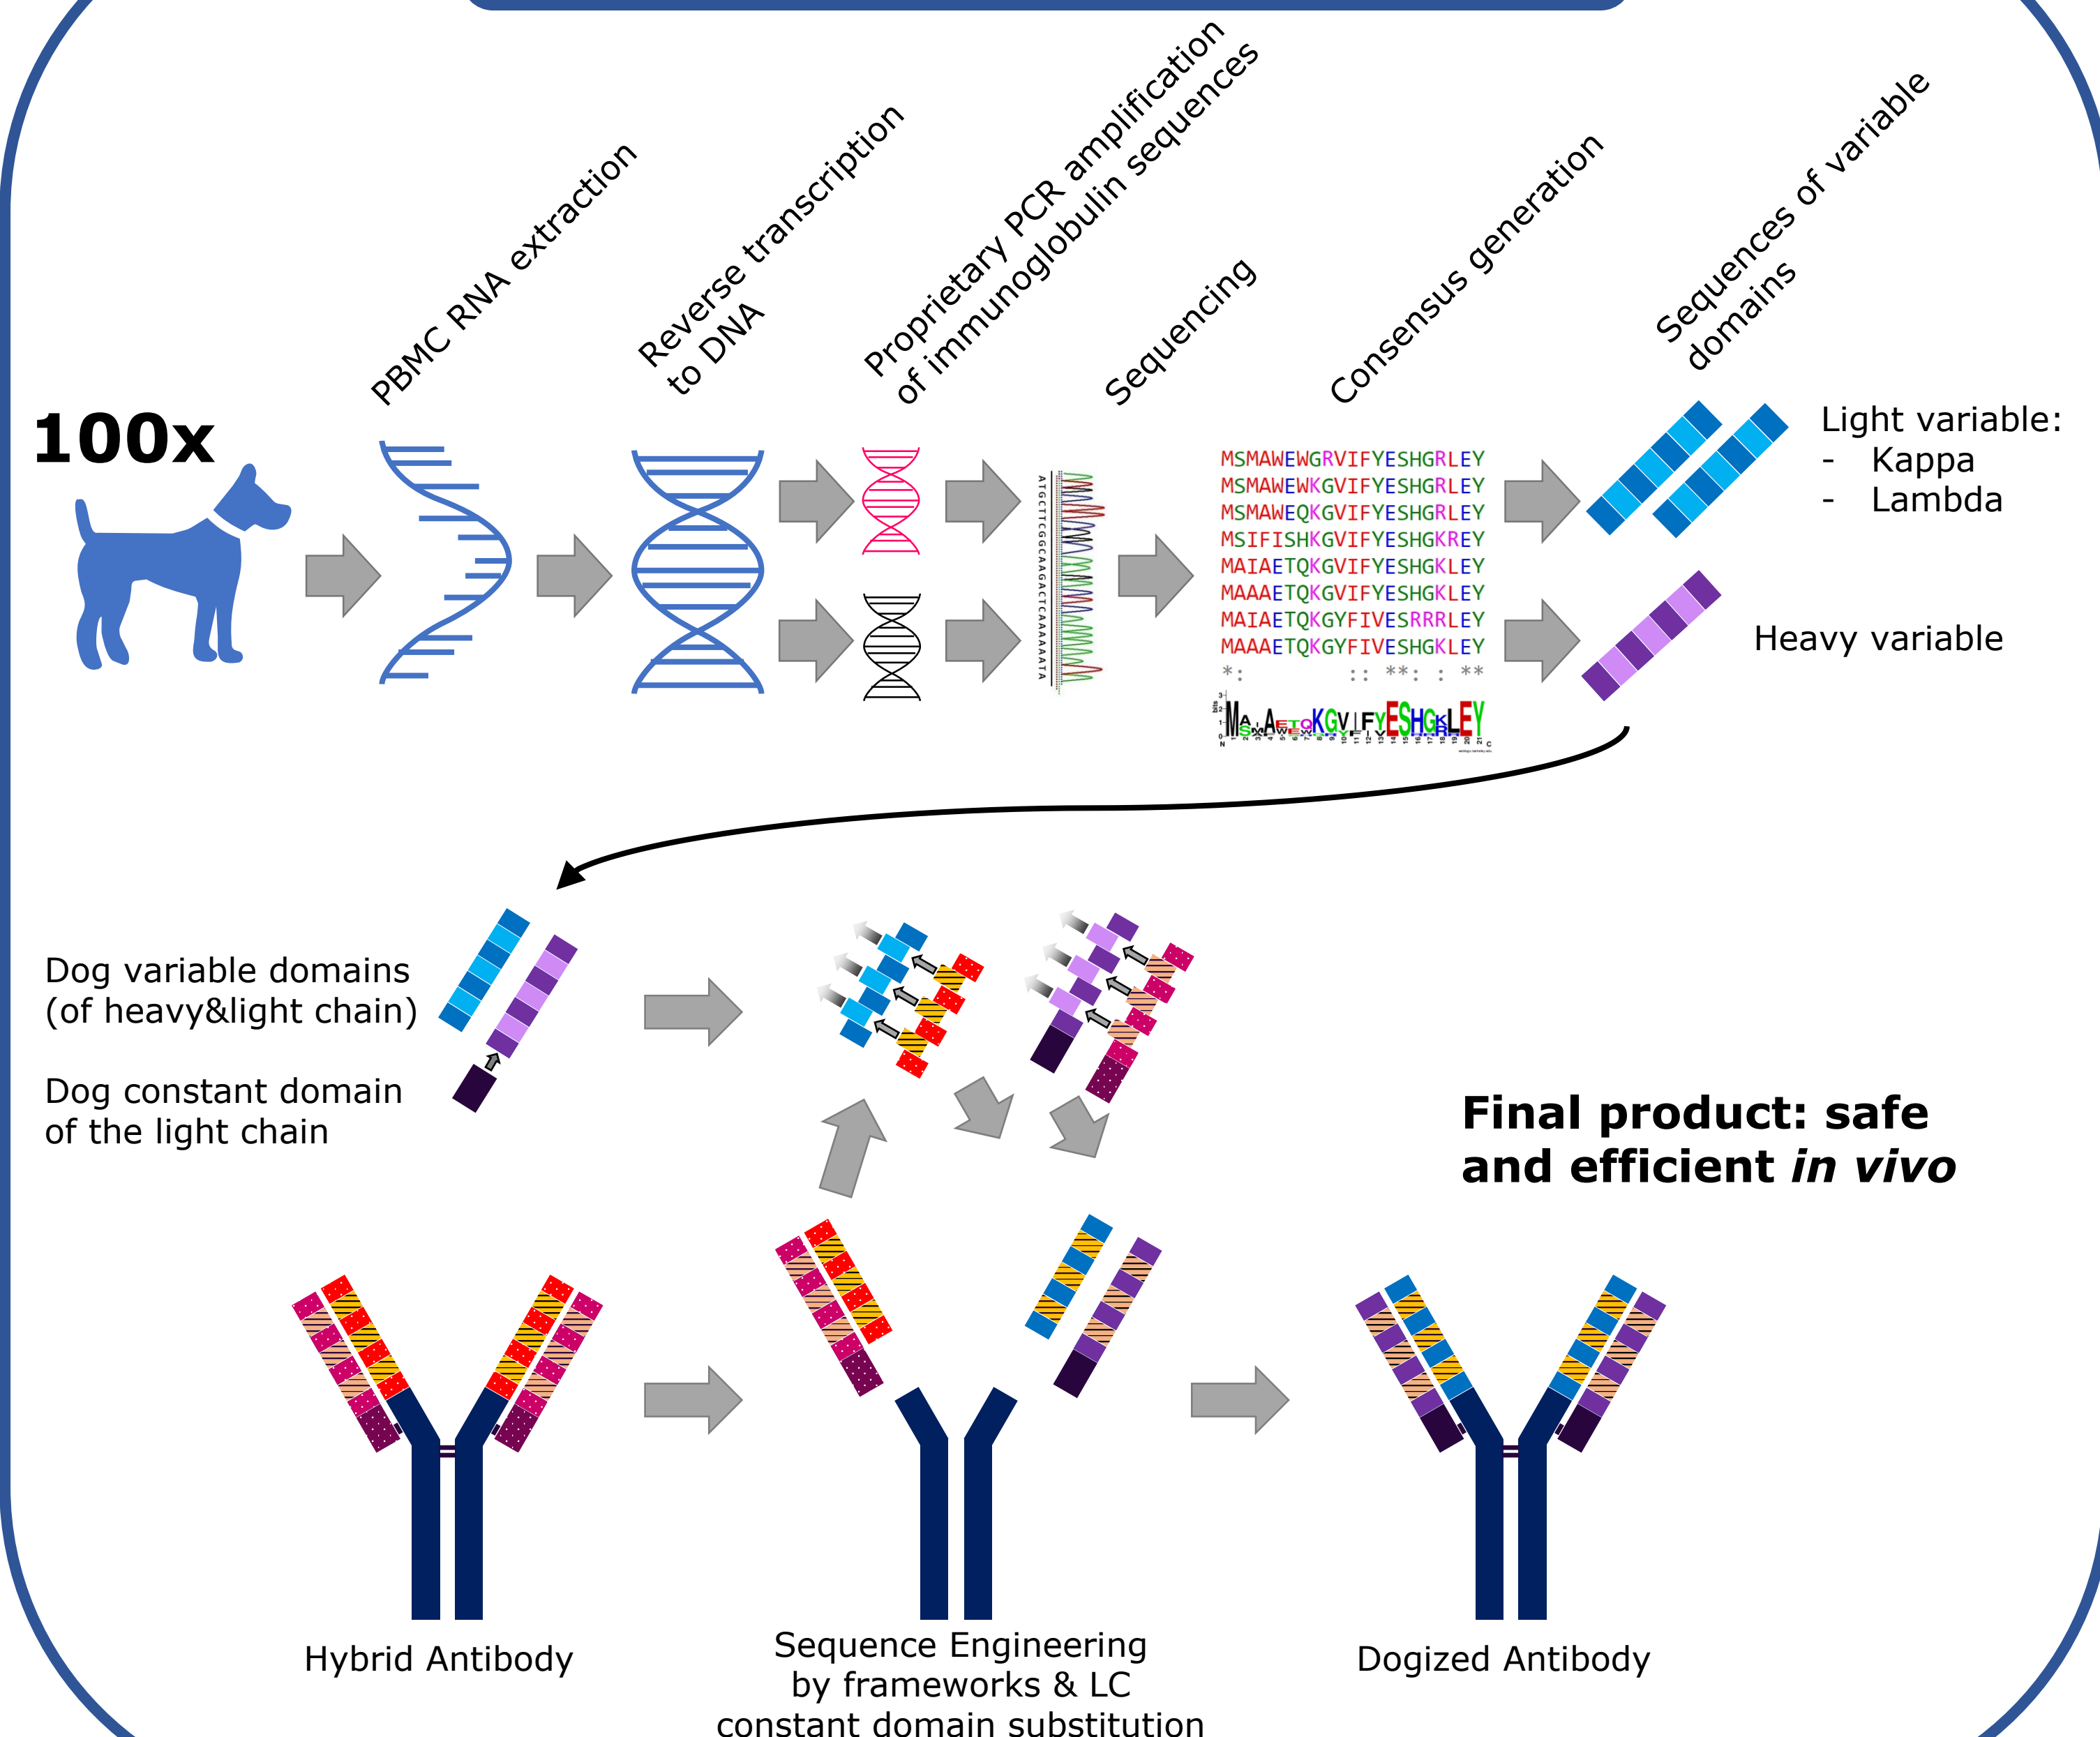 PBMC RNA extraction
Reverse transcription
to DNA
Proprietary PCR amplification
of immunoglobulin sequences
Sequencing
Consensus generation
Sequences of variable
domains
100x
ATGCTTCGGCAAGACTCAAAAAATA
MSMAWEWGRVIFYESHGRLEY
MSMAWEWKGVIFYESHGRLEY
MSMAWEQKGVIFYESHGRLEY
MSIFISHKGVIFYESHGKREY
MAIAETQKGVIFYESHGKLEY
MAAAETQKGVIFYESHGKLEY
MAIAETQKGYFIVESRRRLEY
MAAAETQKGYFIVESHGKLEY
*: :: **: : **
Light variable:
- Kappa
- Lambda
Heavy variable
Dog variable domains
(of heavy&light chain)
Dog constant domain
of the light chain
Final product: safe
and efficient in vivo
Hybrid Antibody
Sequence Engineering
by frameworks & LC
constant domain substitution
Dogized Antibody